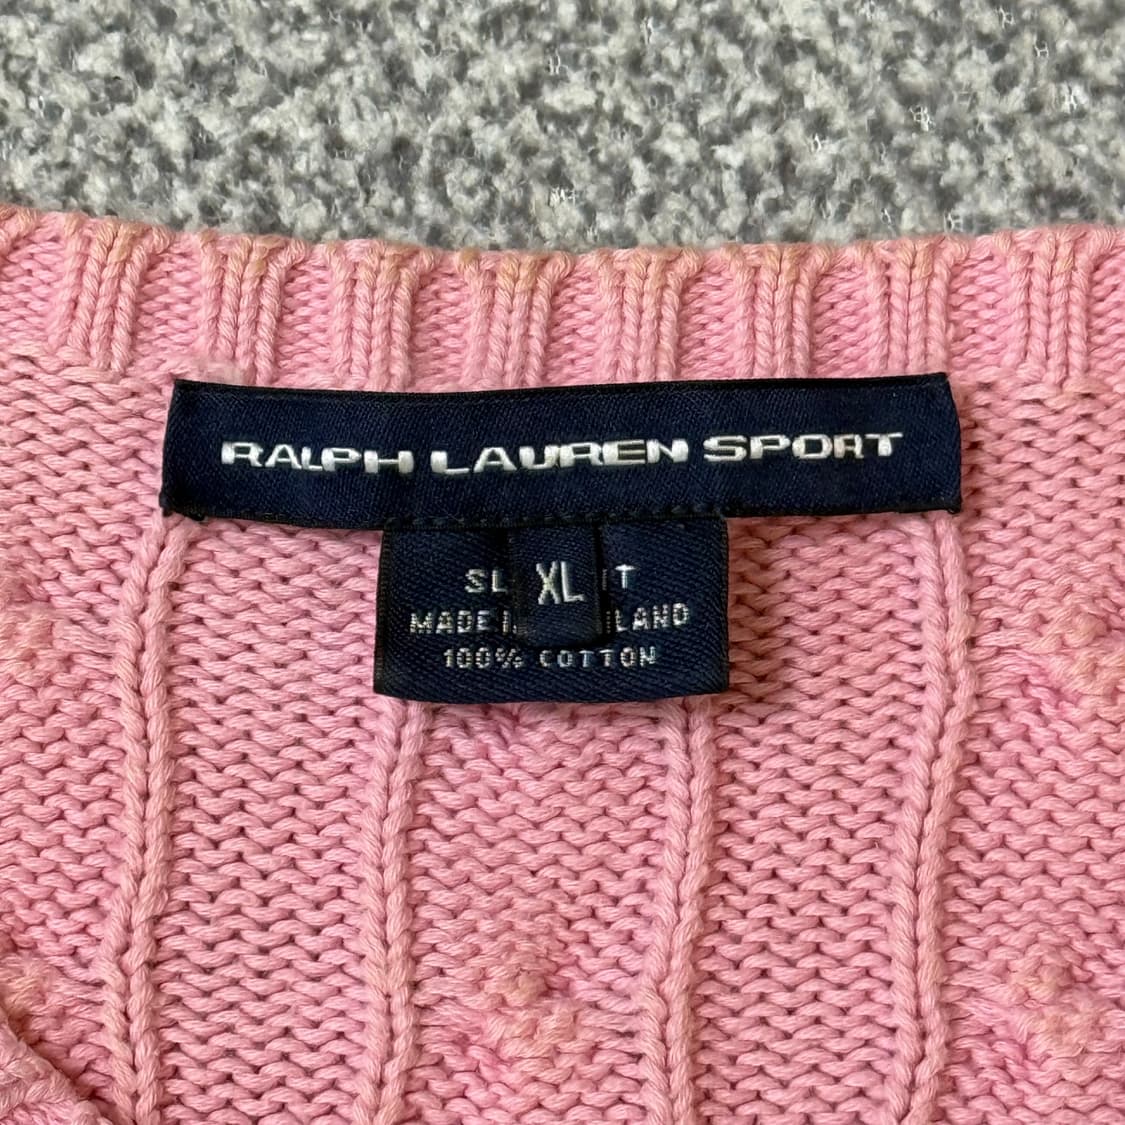 RALPH LAUREN SPORT
XL
SL T
MADE I LAND
100% COTTON